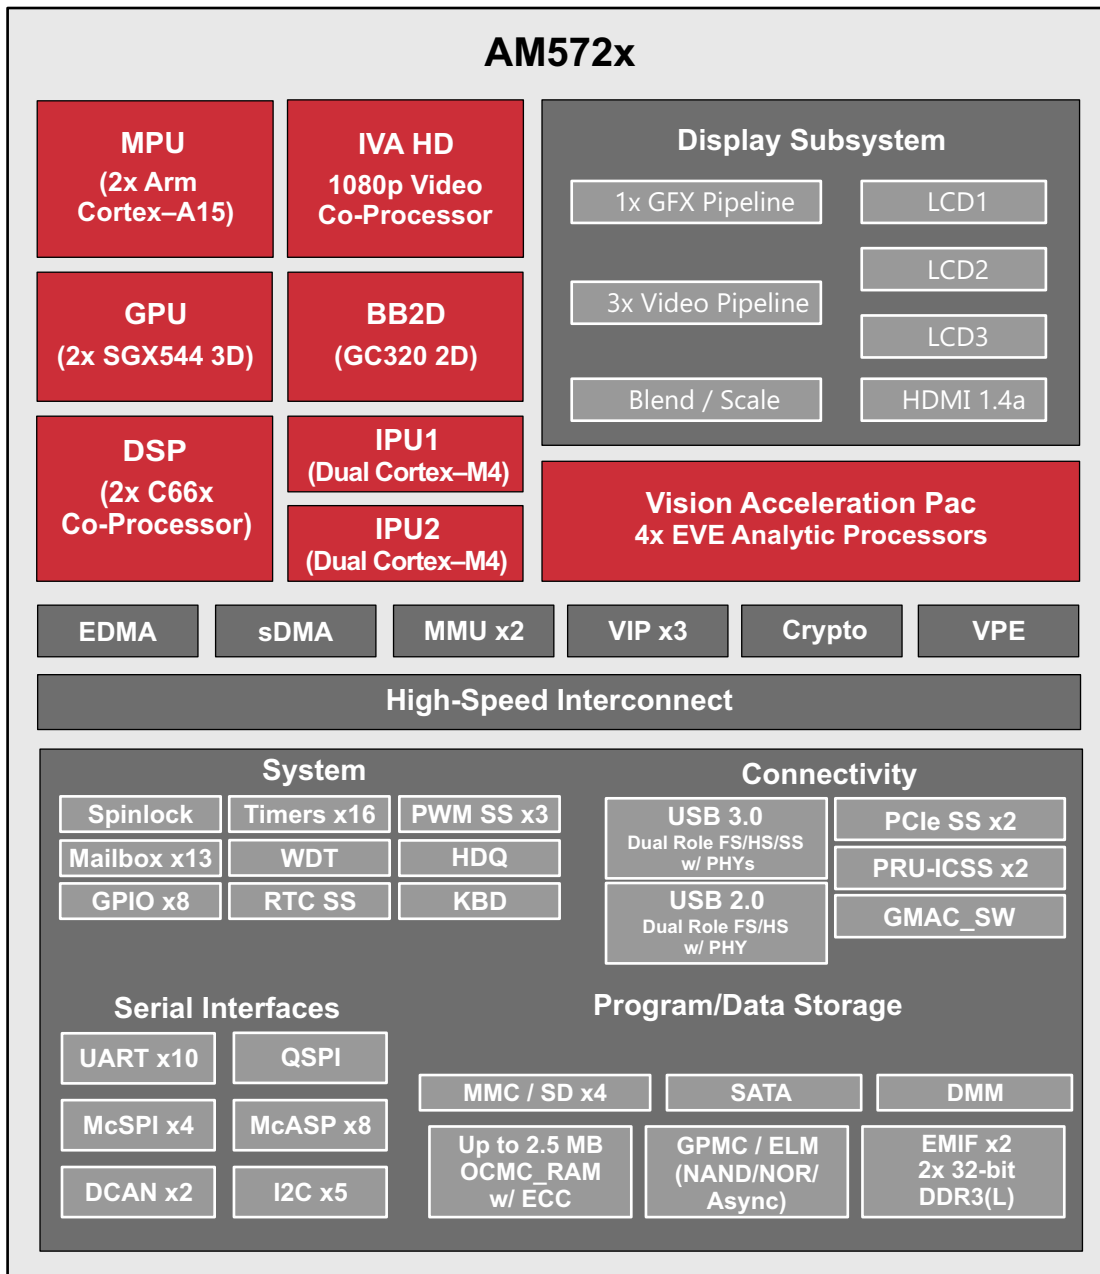 AM572x
MPU
(2x Arm
Cortex–A15)
IVA HD
1080p Video
Co-Processor
GPU
(2x SGX544 3D)
BB2D
(GC320 2D)
DSP
(2x C66x
Co-Processor)
IPU1
(Dual Cortex–M4)
IPU2
(Dual Cortex–M4)
Display Subsystem
1x GFX Pipeline
LCD1
LCD2
3x Video Pipeline
LCD3
Blend / Scale
HDMI 1.4a
Vision Acceleration Pac
4x EVE Analytic Processors
EDMA
sDMA
MMU x2
VIP x3
Crypto
VPE
High-Speed Interconnect
System
Spinlock
Timers x16
PWM SS x3
Mailbox x13
WDT
HDQ
GPIO x8
RTC SS
KBD
Connectivity
USB 3.0
Dual Role FS/HS/SS
w/ PHYs
USB 2.0
Dual Role FS/HS
w/ PHY
PCIe SS x2
PRU-ICSS x2
GMAC_SW
Serial Interfaces
UART x10
QSPI
McSPI x4
McASP x8
DCAN x2
I2C x5
Program/Data Storage
MMC / SD x4
SATA
DMM
Up to 2.5 MB
OCMC_RAM
w/ ECC
GPMC / ELM
(NAND/NOR/
Async)
EMIF x2
2x 32-bit
DDR3(L)